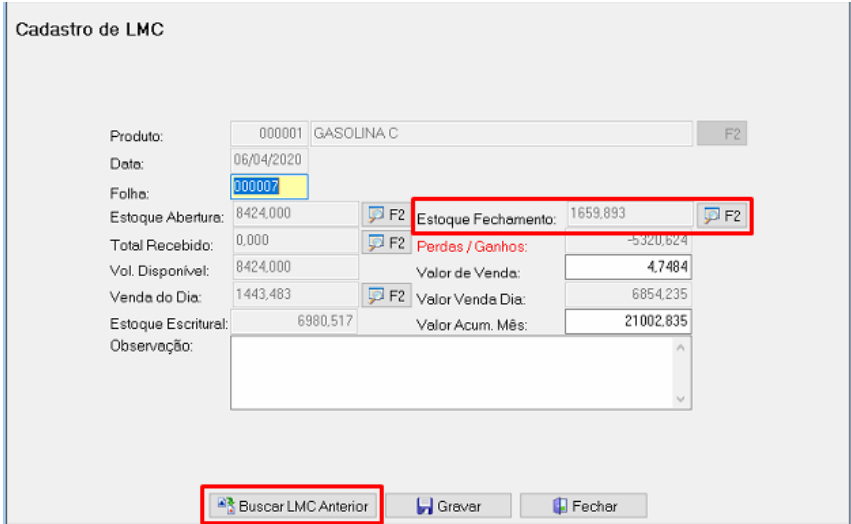 Cadastro de LMC
Produto: 000001 GASOLINA C F2
Data: 06/04/2020
Folha: 000007
Estoque Abertura: 8424,000 F2 Estoque Fechamento: 1659,893 F2
Total Recebido: 0,000 F2 Perdas / Ganhos: -5320,624
Vol. Disponível: 8424,000 Valor de Venda: 4,7484
Venda do Dia: 1443,483 F2 Valor Venda Dia: 6854,235
Estoque Escritural: 6980,517 Valor Acum. Mês: 21002,835
Observação:
Buscar LMC Anterior Gravar Fechar